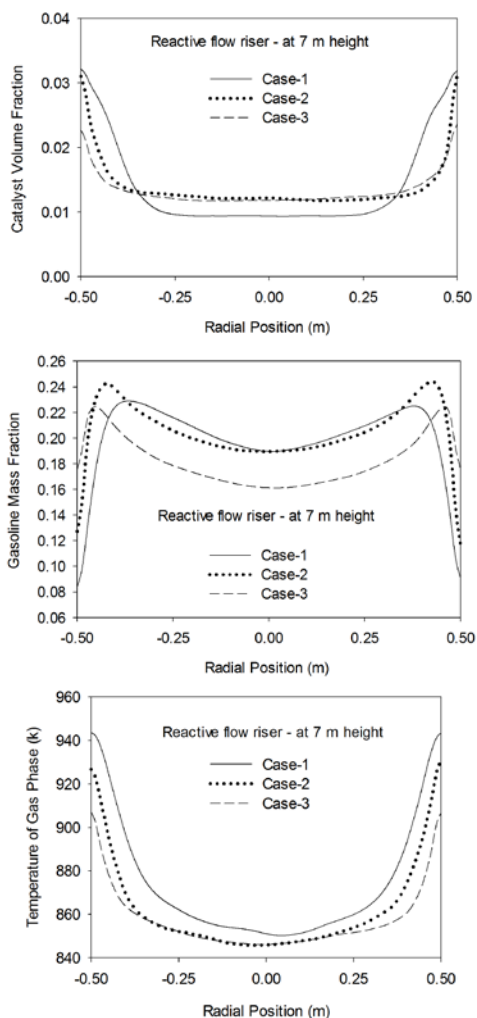 0.04
Reactive flow riser - at 7 m height
Case-1
0.03
Case-2
Case-3
0.02
0.01
0.00
Catalyst Volume Fraction
-0.50 -0.25 0.00 0.25 0.50
Radial Position (m)
0.26
0.24
0.22
0.20
0.18
0.16
0.14
0.12
0.10
0.08
0.06
Gasoline Mass Fraction
Reactive flow riser - at 7 m height
Case-1
Case-2
Case-3
-0.50 -0.25 0.00 0.25 0.50
Radial Position (m)
960
940
920
900
880
860
840
Temperature of Gas Phase (k)
Reactive flow riser - at 7 m height
Case-1
Case-2
Case-3
-0.50 -0.25 0.00 0.25 0.50
Radial Position (m)